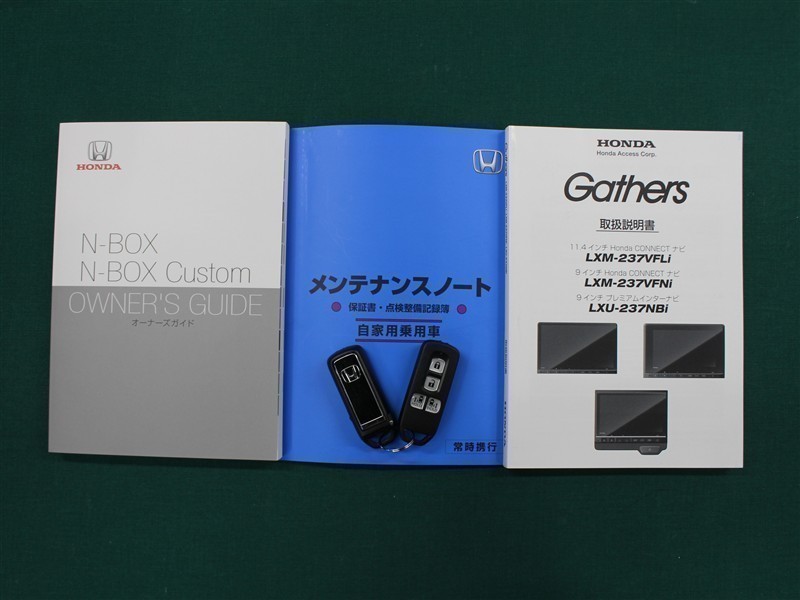 HONDA
N-BOX
N-BOX Custom
OWNER'S GUIDE
オーナーズガイド
メンテナンスノート
保証書・点検整備記録簿
自家用乗用車
常時携行
HONDA
Honda Access Corp.
Gathers
取扱説明書
11.4 インチ Honda CONNECT ナビ
LXM-237VFLi
9 インチ Honda CONNECT ナビ
LXM-237VFNi
9 インチ プレミアムインターナビ
LXU-237NBi